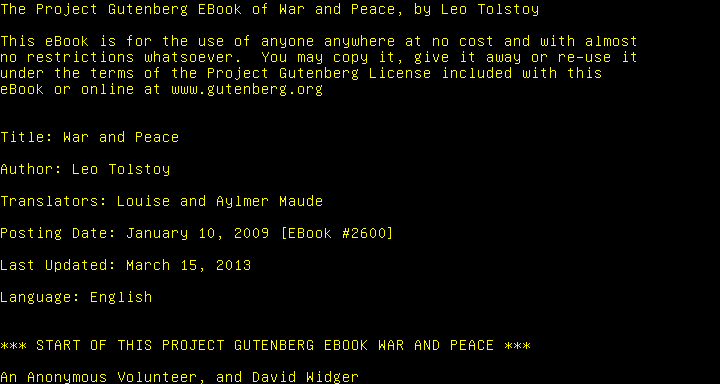 The Project Gutenberg EBook of War and Peace, by Leo Tolstoy
This eBook is for the use of anyone anywhere at no cost and with almost
no restrictions whatsoever.  You may copy it, give it away or re-use it
under the terms of the Project Gutenberg License included with this
eBook or online at www.gutenberg.org
Title: War and Peace
Author: Leo Tolstoy
Translators: Louise and Aylmer Maude
Posting Date: January 10, 2009 [EBook #2600]
Last Updated: March 15, 2013
Language: English
*** START OF THIS PROJECT GUTENBERG EBOOK WAR AND PEACE ***
An Anonymous Volunteer, and David Widger